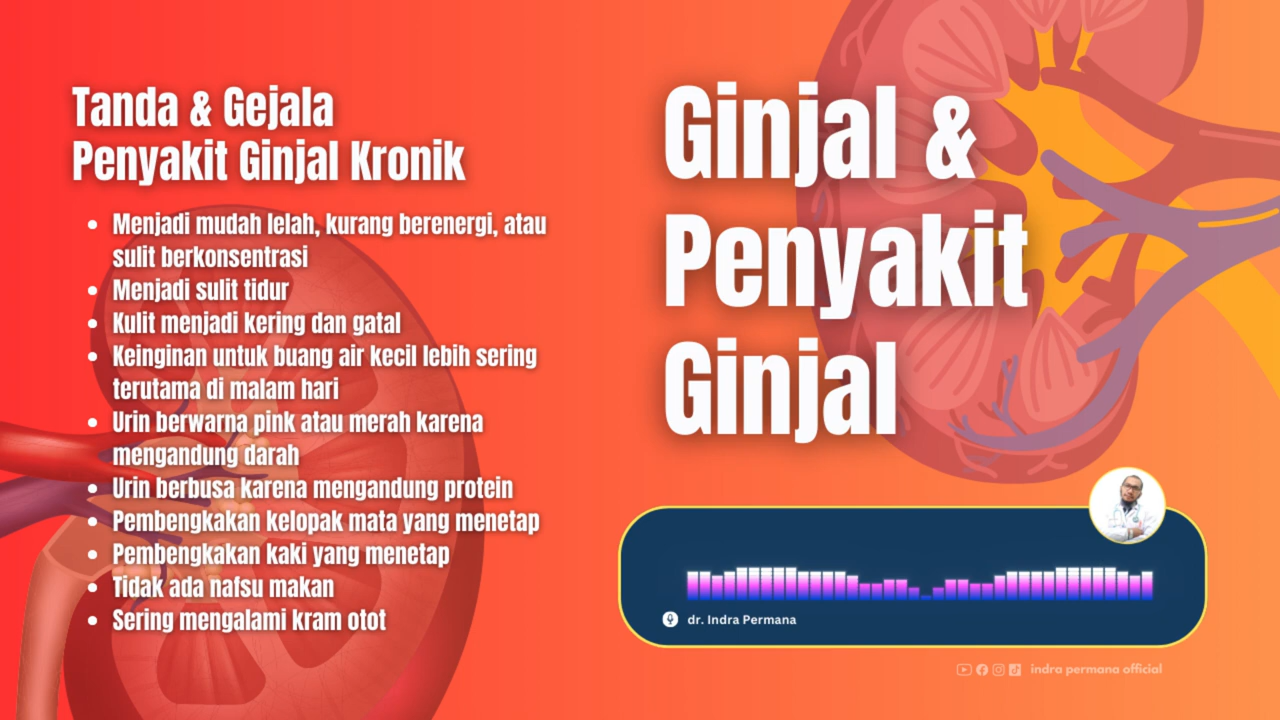 Tanda & Gejala
Penyakit Ginjal Kronik
• Menjadi mudah lelah, kurang berenergi, atau
sulit berkonsentrasi
• Menjadi sulit tidur
• Kulit menjadi kering dan gatal
• Keinginan untuk buang air kecil lebih sering
terutama di malam hari
• Urin berwarna pink atau merah karena
mengandung darah
• Urin berbusa karena mengandung protein
• Pembengkakan kelopak mata yang menetap
• Pembengkakan kaki yang menetap
• Tidak ada nafsu makan
• Sering mengalami kram otot
Ginjal &
Penyakit
Ginjal
dr. Indra Permana
indra permana official